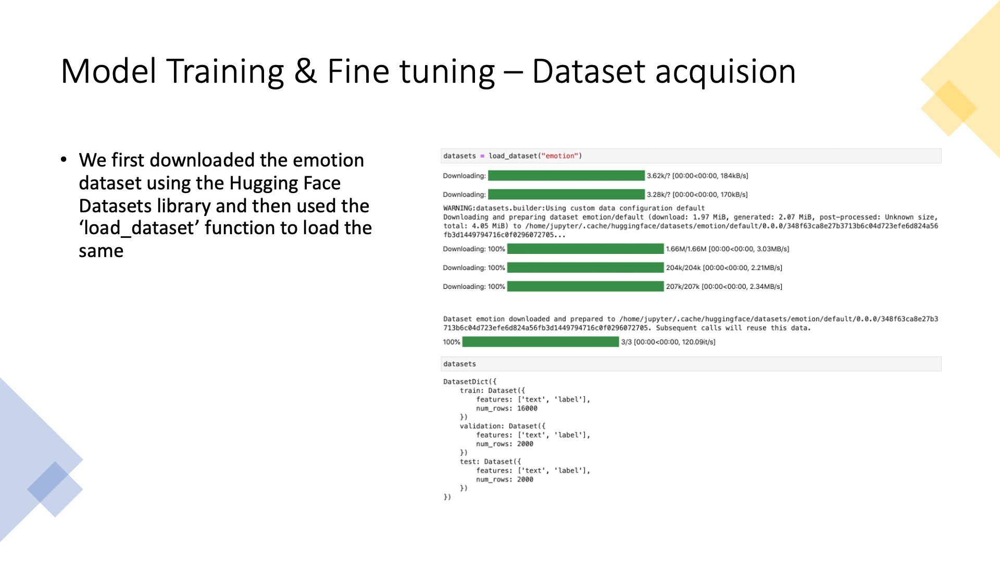 Model Training & Fine tuning – Dataset acquision
• We first downloaded the emotion
dataset using the Hugging Face
Datasets library and then used the
‘load_dataset’ function to load the
same
datasets = load_dataset("emotion")
Downloading: 3.62k/? [00:00<00:00, 184kB/s]
Downloading: 3.28k/? [00:00<00:00, 170kB/s]
WARNING:datasets.builder:Using custom data configuration default
Downloading and preparing dataset emotion/default (download: 1.97 MiB, generated: 2.07 MiB, post-processed: Unknown size,
total: 4.05 MiB) to /home/jupyter/.cache/huggingface/datasets/emotion/default/0.0.0/348f63ca8e27b3713b6c04d723efe6d824a56
fb3d1449794716c0f0296072705...
Downloading: 100% 1.66M/1.66M [00:00<00:00, 3.03MB/s]
Downloading: 100% 204k/204k [00:00<00:00, 2.21MB/s]
Downloading: 100% 207k/207k [00:00<00:00, 2.34MB/s]
Dataset emotion downloaded and prepared to /home/jupyter/.cache/huggingface/datasets/emotion/default/0.0.0/348f63ca8e27b3
713b6c04d723efe6d824a56fb3d1449794716c0f0296072705. Subsequent calls will reuse this data.
100% 3/3 [00:00<00:00, 120.09it/s]
datasets
DatasetDict({
    train: Dataset({
        features: ['text', 'label'],
        num_rows: 16000
    })
    validation: Dataset({
        features: ['text', 'label'],
        num_rows: 2000
    })
    test: Dataset({
        features: ['text', 'label'],
        num_rows: 2000
    })
})